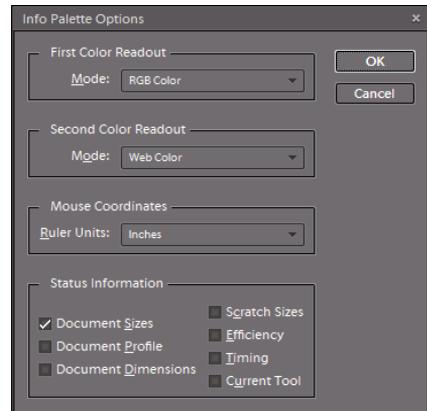 Info Palette Options
First Color Readout
Mode: RGB Color
OK
Cancel
Second Color Readout
Mode: Web Color
Mouse Coordinates
Ruler Units: Inches
Status Information
Document Sizes
Document Profile
Document Dimensions
Scratch Sizes
Efficiency
Timing
Current Tool